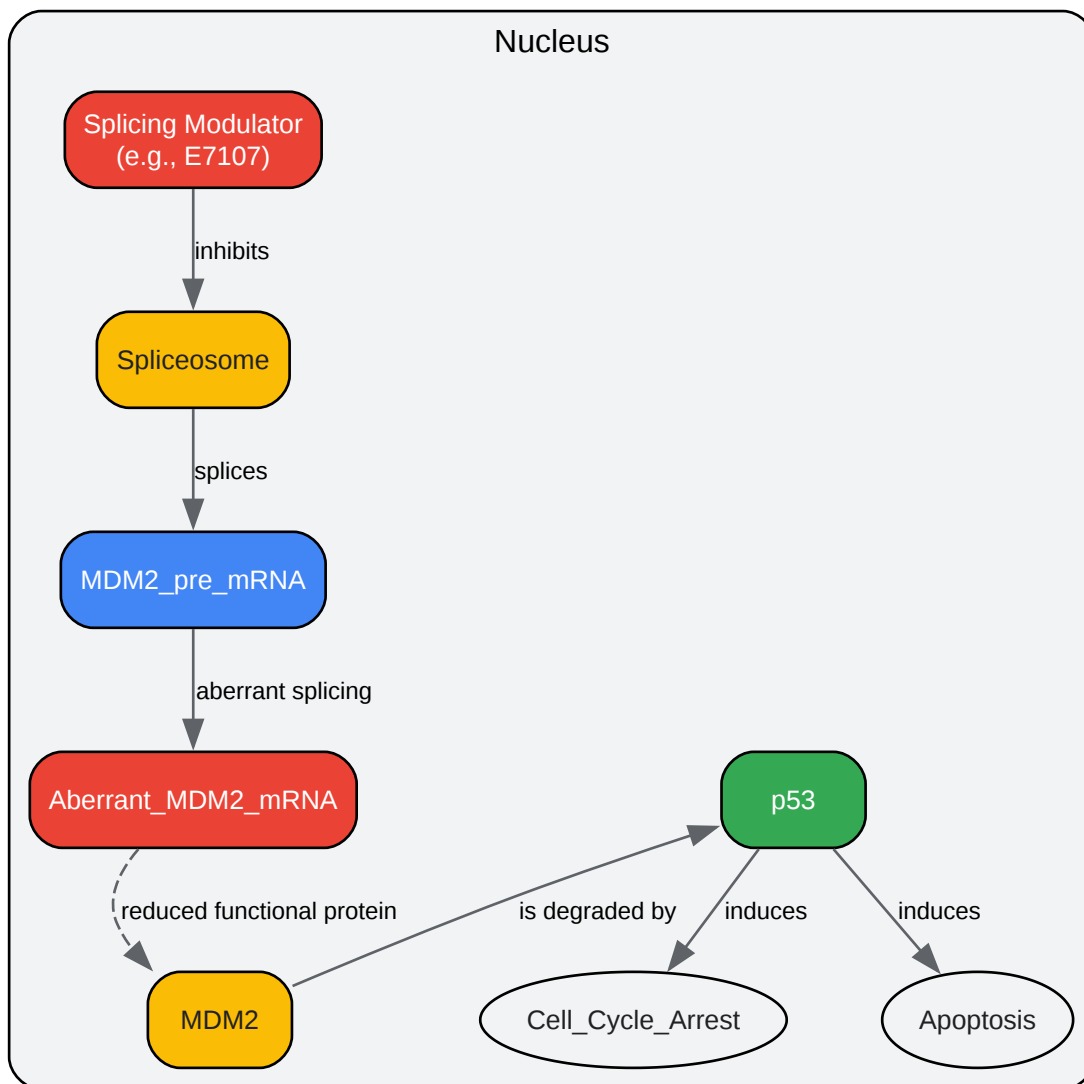 Nucleus
Splicing Modulator
(e.g., E7107)
inhibits
Spliceosome
splices
MDM2_pre_mRNA
aberrant splicing
Aberrant_MDM2_mRNA
p53
reduced functional protein
is degraded by
induces
induces
MDM2
Cell_Cycle_Arrest
Apoptosis